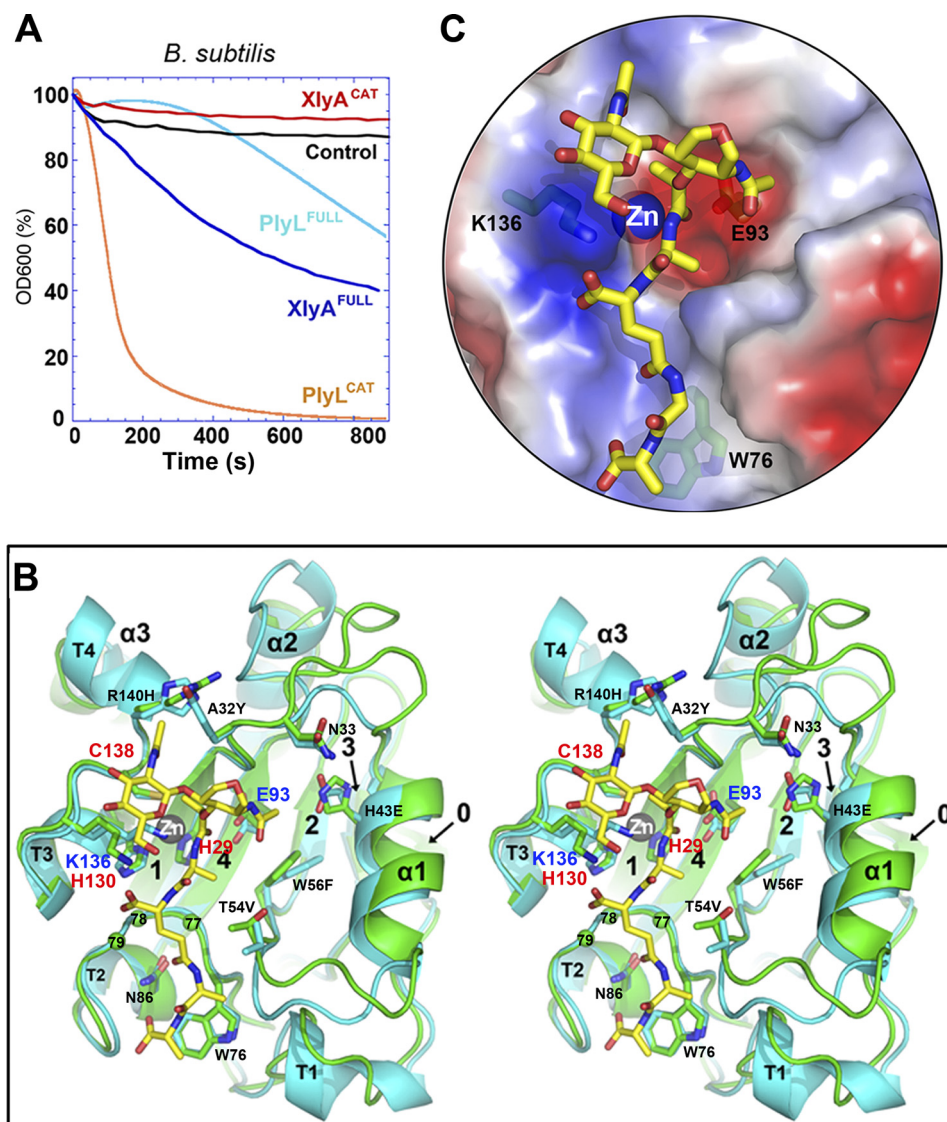 A
B. subtilis
100
80
60
40
20
0
OD600 (%)
XlyA^CAT
Control
PlyL^FULL
XlyA^FULL
PlyL^CAT
0
200
400
600
800
Time (s)
C
K136
Zn
E93
W76
B
α3
α2
T4
R140H
A32Y
N33
C138
3
E93
H43E
0
Zn
T3
H29
2
K136
1
4
α1
H130
W56F
78
77
T54V
79
T2
N86
W76
T1
α3
α2
T4
R140H
A32Y
N33
C138
3
E93
H43E
0
Zn
T3
H29
2
K136
1
4
α1
H130
W56F
78
77
T54V
79
T2
N86
W76
T1